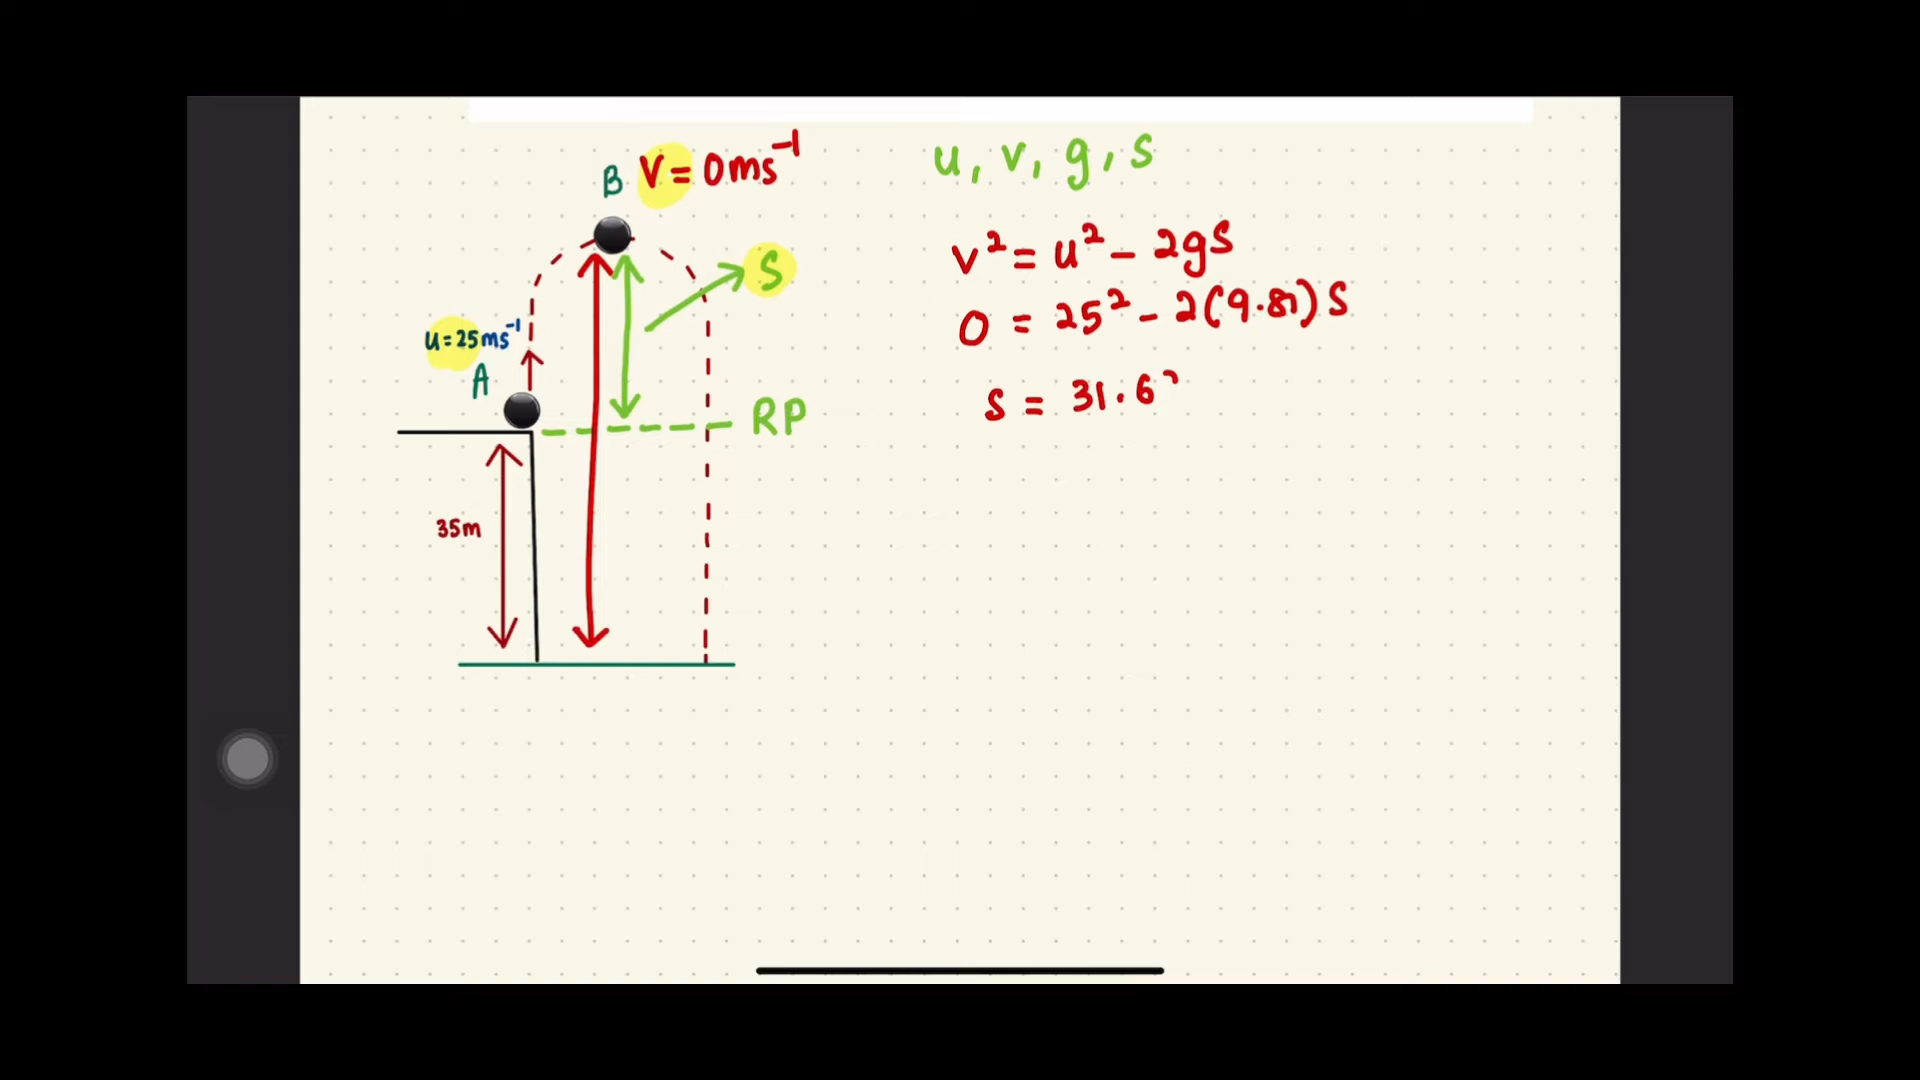 B V = 0ms⁻¹
u, v, g, s
v² = u² - 2gs
S
0 = 25² - 2(9.81) s
u = 25ms⁻¹
A
s = 31.6
RP
35m